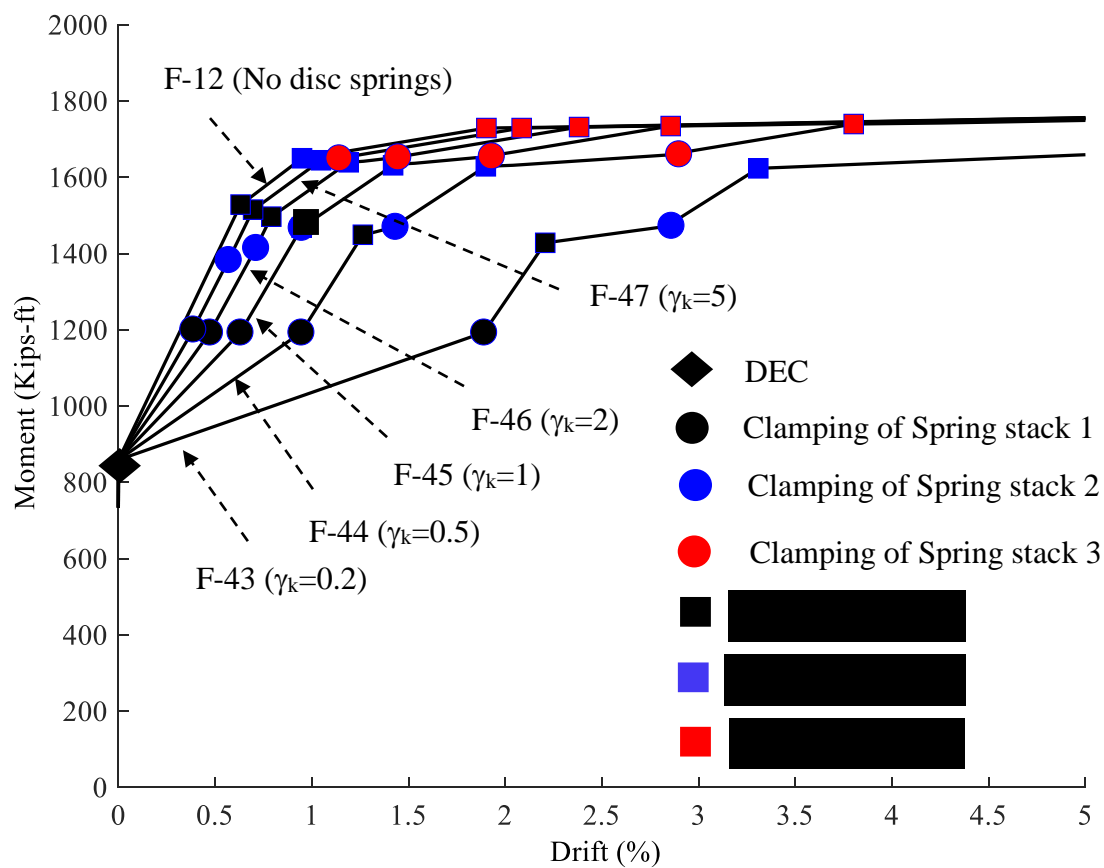 2000
1800
1600
1400
1200
1000
800
600
400
200
0
Moment (Kips-ft)
F-12 (No disc springs)
F-47 (γk=5)
F-46 (γk=2)
F-45 (γk=1)
F-44 (γk=0.5)
F-43 (γk=0.2)
DEC
Clamping of Spring stack 1
Clamping of Spring stack 2
Clamping of Spring stack 3
0 0.5 1 1.5 2 2.5 3 3.5 4 4.5 5
Drift (%)